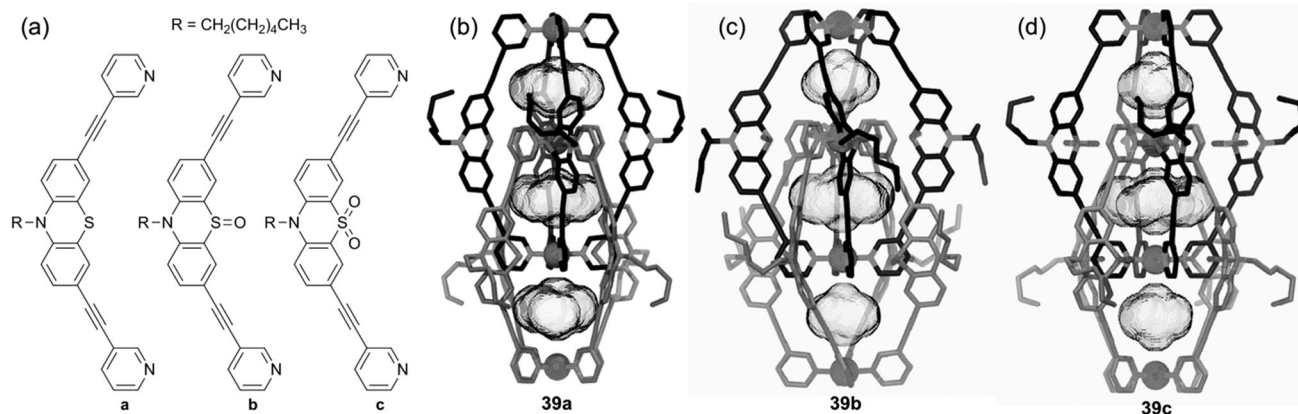 (a)
R = CH2(CH2)4CH3
(b)
(c)
(d)
N
N
N
R-N
S
R-N
S=O
R-N
S
O
O
N
N
N
a
b
c
39a
39b
39c